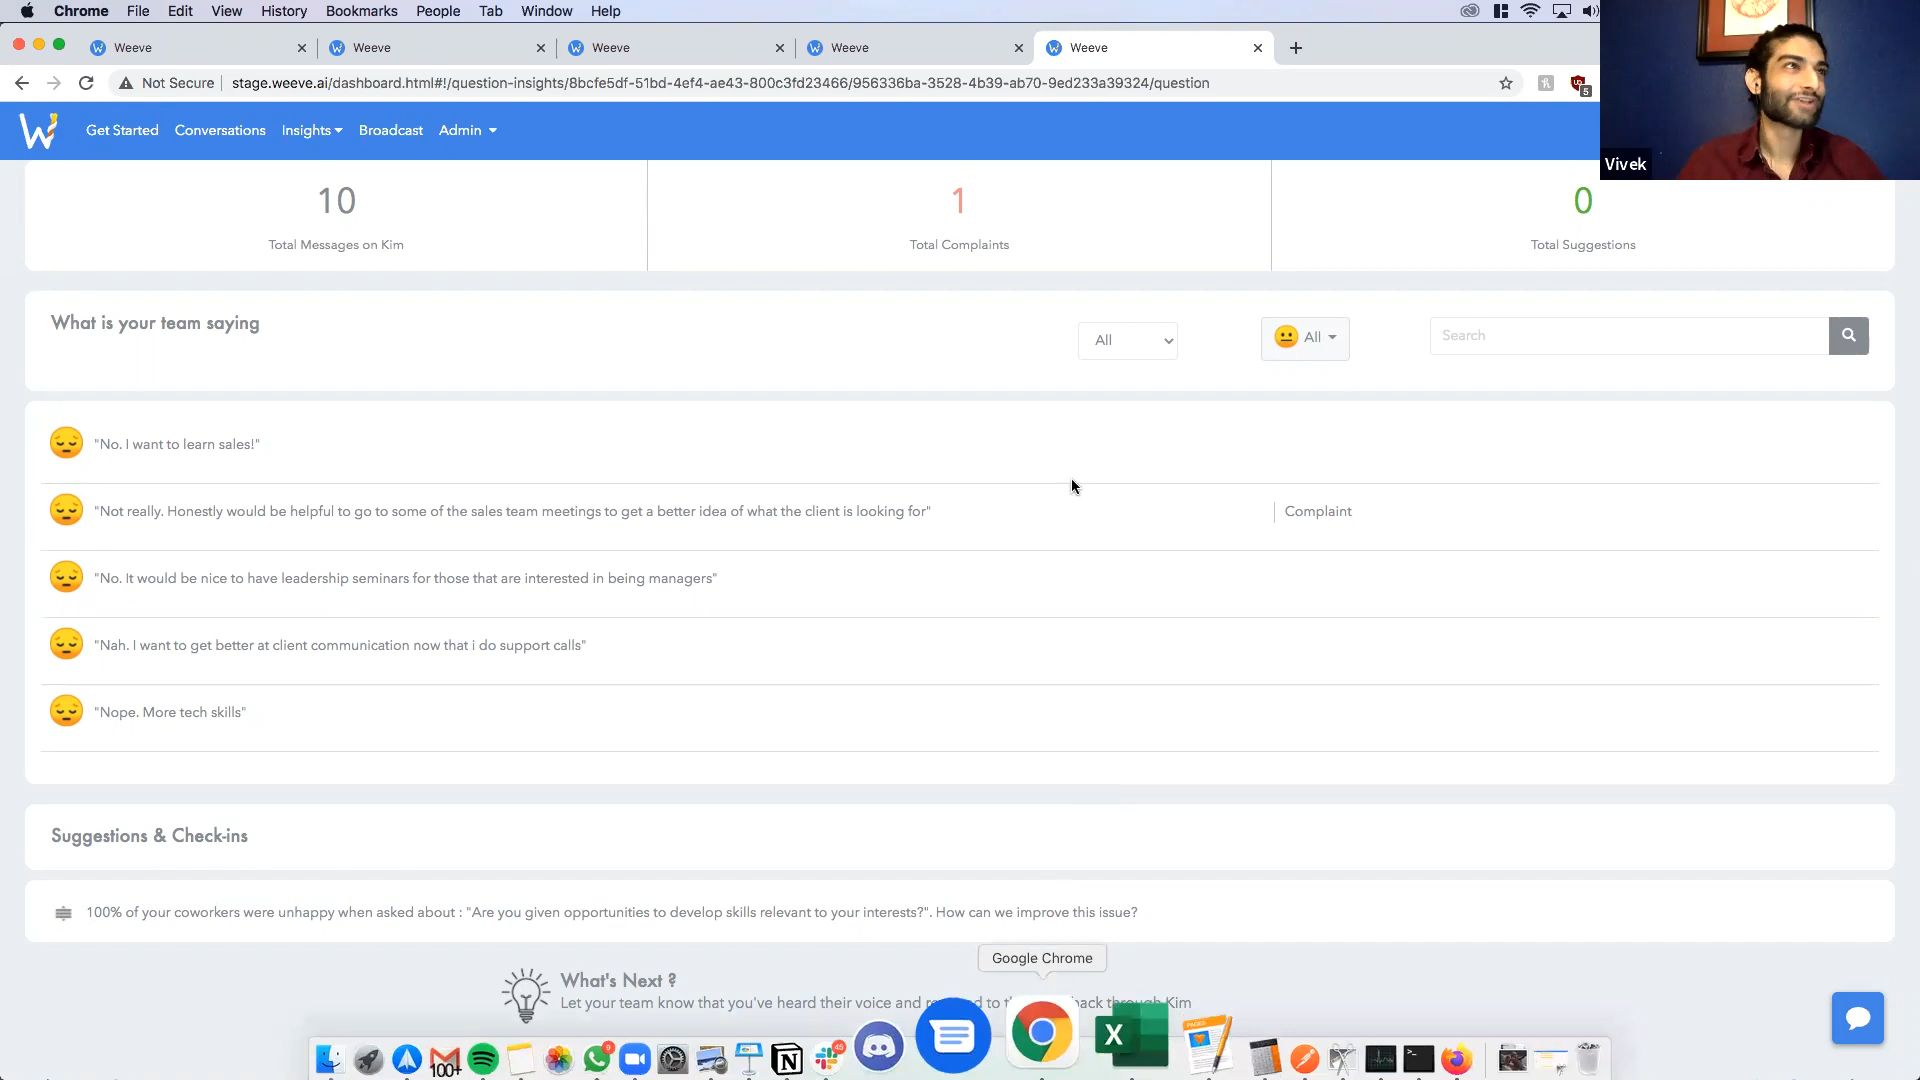 Chrome File Edit View History Bookmarks People Tab Window Help
Weeve Weeve Weeve Weeve Weeve
Not Secure stage.weeve.ai/dashboard.html#!/question-insights/8bcfe5df-51bd-4ef4-ae43-800c3fd23466/956336ba-3528-4b39-ab70-9ed233a39324/question
Get Started Conversations Insights Broadcast Admin
Vivek
10 1 0
Total Messages on Kim Total Complaints Total Suggestions
What is your team saying All All Search
"No. I want to learn sales!"
"Not really. Honestly would be helpful to go to some of the sales team meetings to get a better idea of what the client is looking for" Complaint
"No. It would be nice to have leadership seminars for those that are interested in being managers"
"Nah. I want to get better at client communication now that i do support calls"
"Nope. More tech skills"
Suggestions & Check-ins
100% of your coworkers were unhappy when asked about : "Are you given opportunities to develop skills relevant to your interests?". How can we improve this issue?
Google Chrome
What's Next ?
Let your team know that you've heard their voice and through Kim
100+ 9 45